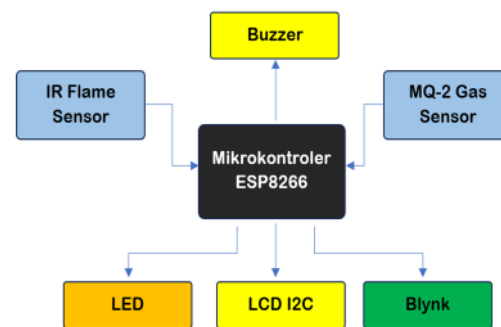 Buzzer
IR Flame
Sensor
MQ-2 Gas
Sensor
Mikrokontroler
ESP8266
LED
LCD I2C
Blynk